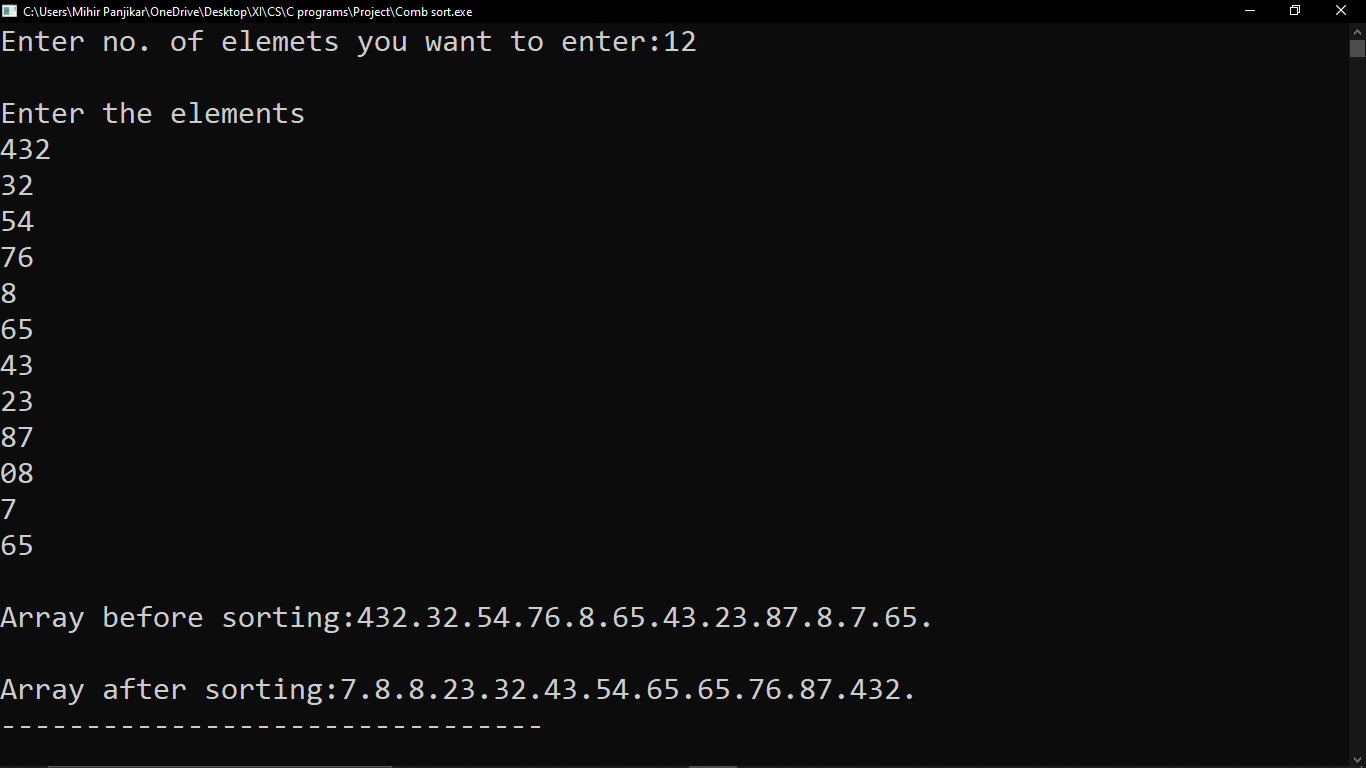 C:\Users\Mihir Panjikar\OneDrive\Desktop\XI\CS\C programs\Project\Comb sort.exe
Enter no. of elemets you want to enter:12
Enter the elements
432
32
54
76
8
65
43
23
87
08
7
65
Array before sorting:432.32.54.76.8.65.43.23.87.8.7.65.
Array after sorting:7.8.8.23.32.43.54.65.65.76.87.432.
--------------------------------